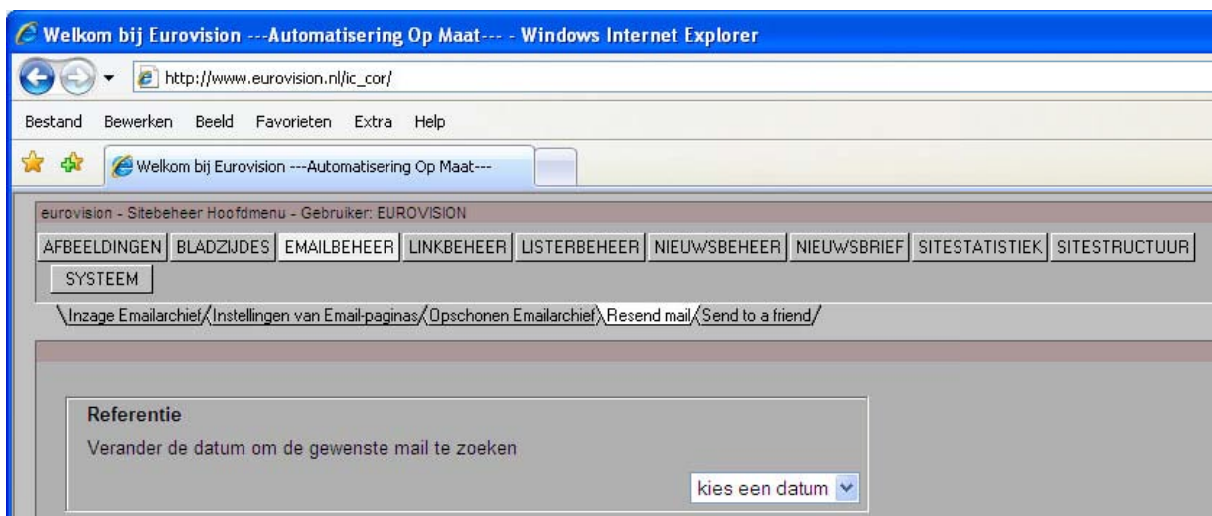 Welkom bij Eurovision ---Automatisering Op Maat--- - Windows Internet Explorer
http://www.eurovision.nl/ic_cor/
Bestand Bewerken Beeld Favorieten Extra Help
Welkom bij Eurovision ---Automatisering Op Maat---
eurovision - Sitebeheer Hoofdmenu - Gebruiker: EUROVISION
AFBEELDINGEN BLADZIJDES EMAILBEHEER LINKBEHEER LISTERBEHEER NIEUWSBEHEER NIEUWSBRIEF SITESTATISTIEK SITESTRUCTUUR
SYSTEEM
\Inzage Emailarchief/\Instellingen van Email-paginas/\Opschonen Emailarchief\Resend mail/\Send to a friend/
Referentie
Verander de datum om de gewenste mail te zoeken
kies een datum